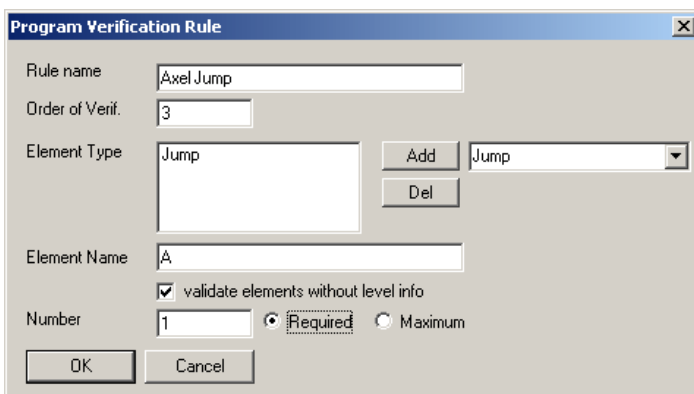 Program Verification Rule
Rule name
Axel Jump
Order of Verif.
3
Element Type
Jump
Add
Jump
Del
Element Name
A
validate elements without level info
Number
1
Required
Maximum
OK
Cancel